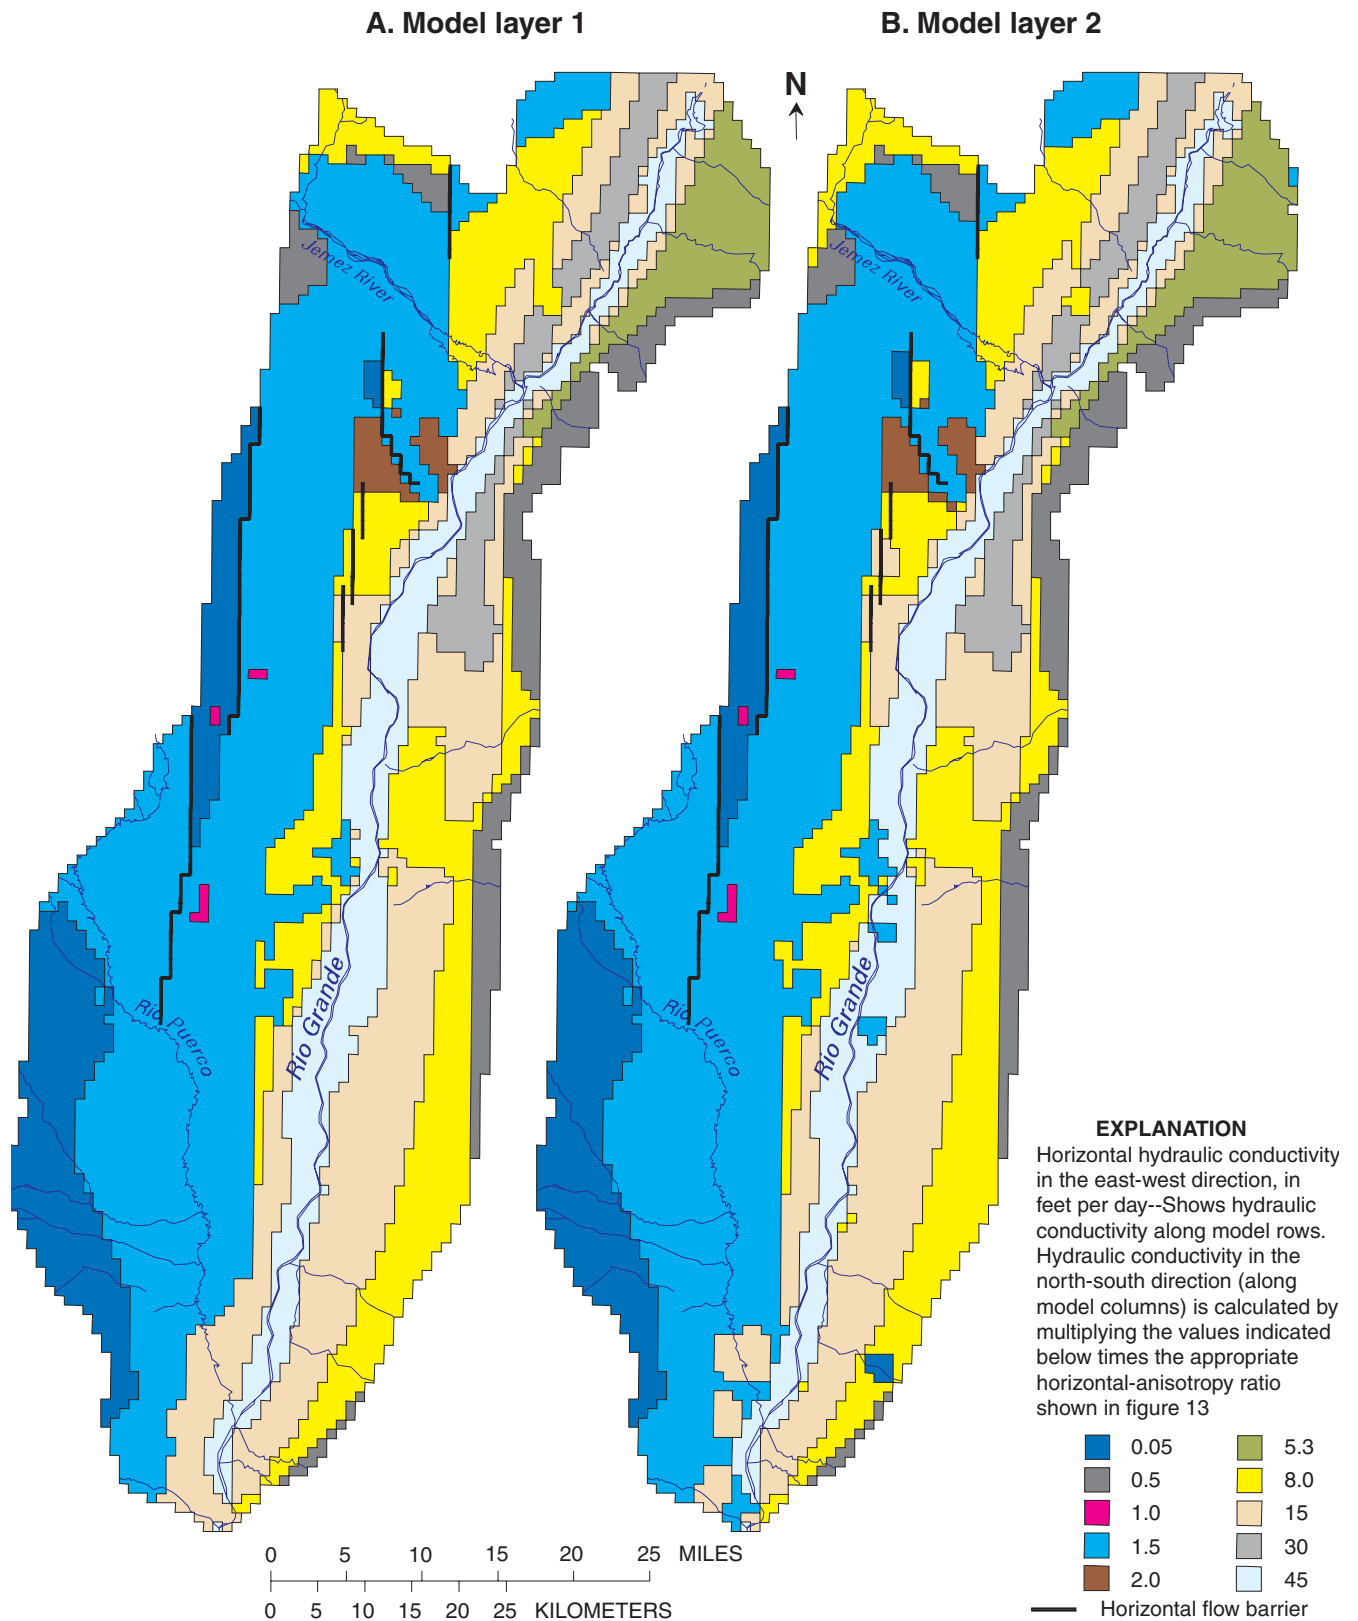 A. Model layer 1
B. Model layer 2
N
Jemez River
Jemez River
Rio Grande
Rio Grande
Rio Puerco
Rio Puerco
EXPLANATION
Horizontal hydraulic conductivity
in the east-west direction, in
feet per day--Shows hydraulic
conductivity along model rows.
Hydraulic conductivity in the
north-south direction (along
model columns) is calculated by
multiplying the values indicated
below times the appropriate
horizontal-anisotropy ratio
shown in figure 13
0.05 5.3
0.5 8.0
1.0 15
1.5 30
2.0 45
Horizontal flow barrier
0 5 10 15 20 25 MILES
0 5 10 15 20 25 KILOMETERS